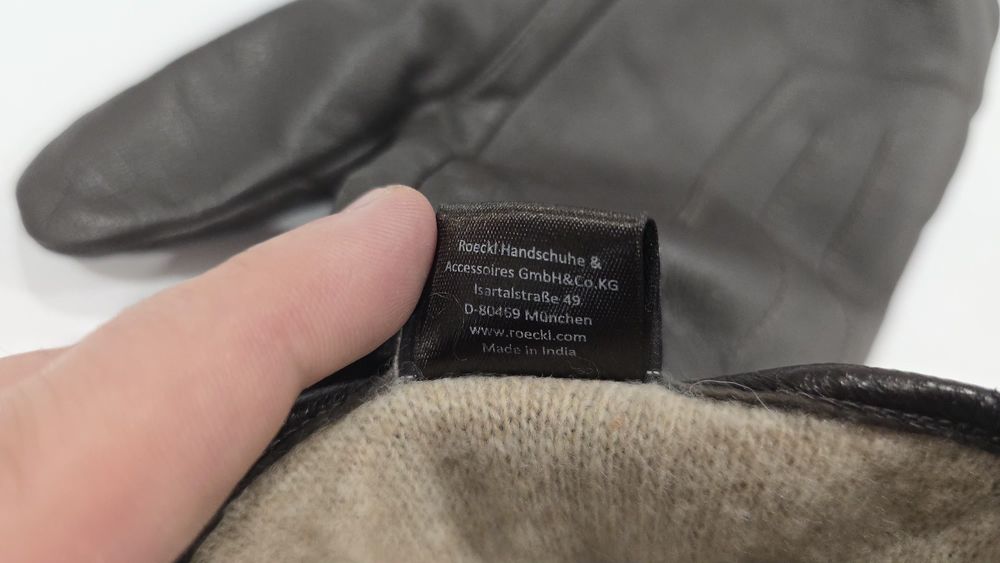 Roeckl Handschuhe &
Accessoires GmbH&Co.KG
Isartalstraße 49
D-80469 München
www.roeckl.com
Made in India